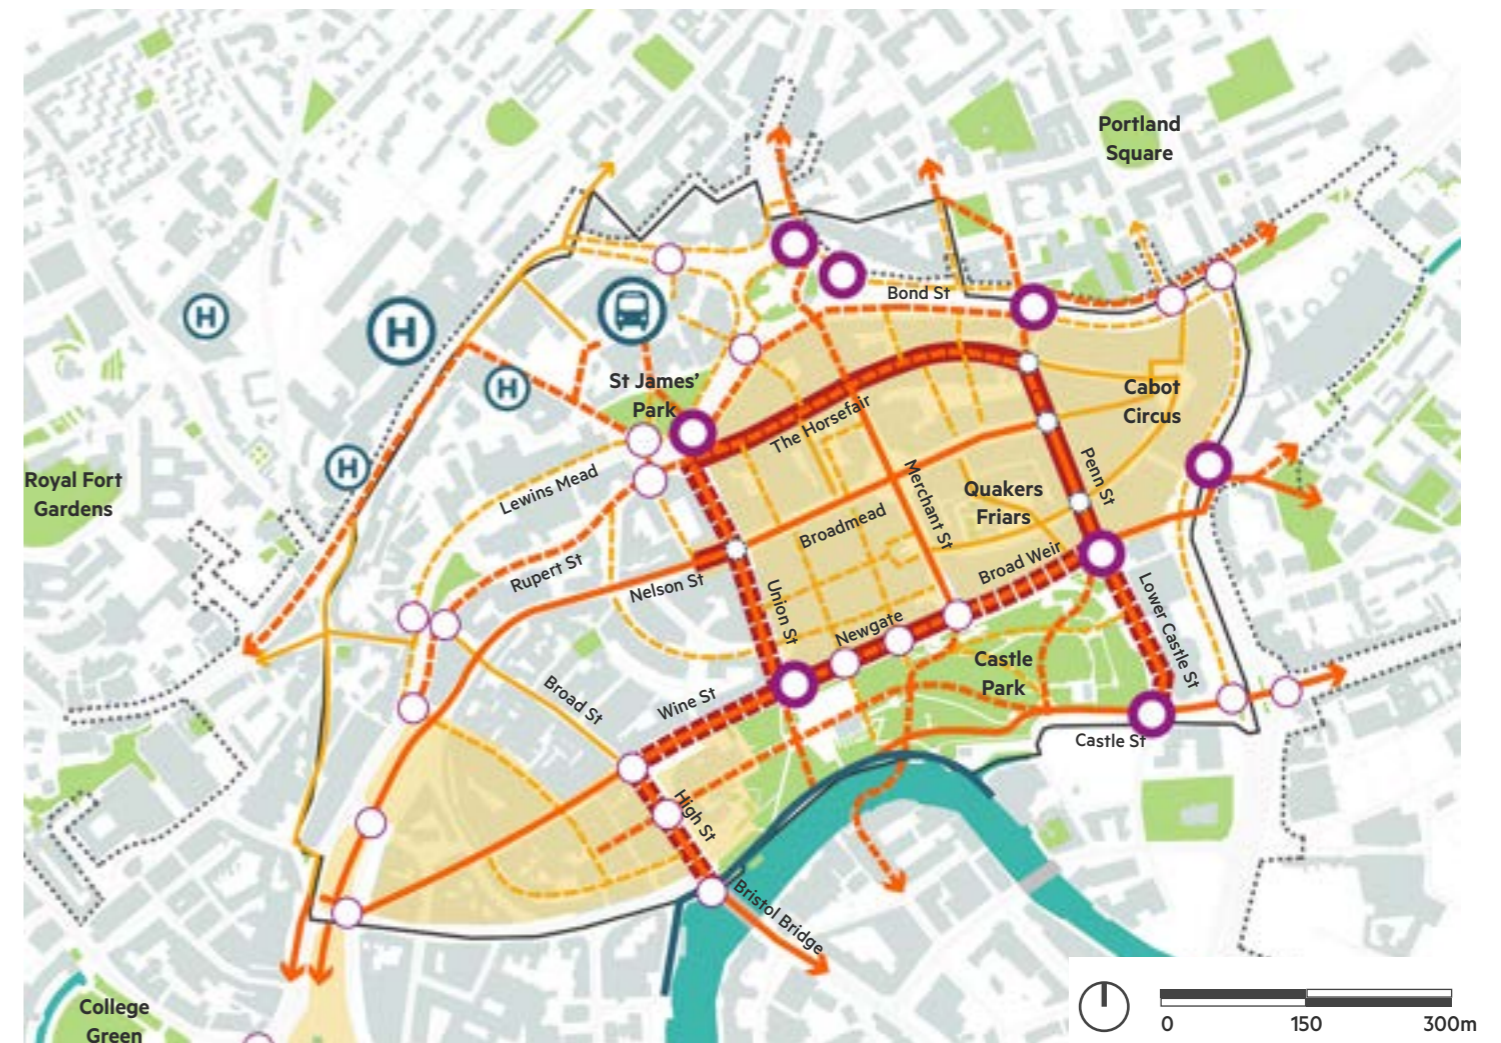 Portland
Square
H
H
H
H
Bond St
St James'
Park
Cabot
Circus
The Horsefair
Royal Fort
Gardens
Lewins Mead
Merchant St
Quakers
Friars
Penn St
Broadmead
Rupert St
Nelson St
Broad Weir
Union St
Newgate
Lower Castle St
Castle
Park
Broad St
Wine St
Castle St
High St
Bristol Bridge
College
Green
0 150 300m